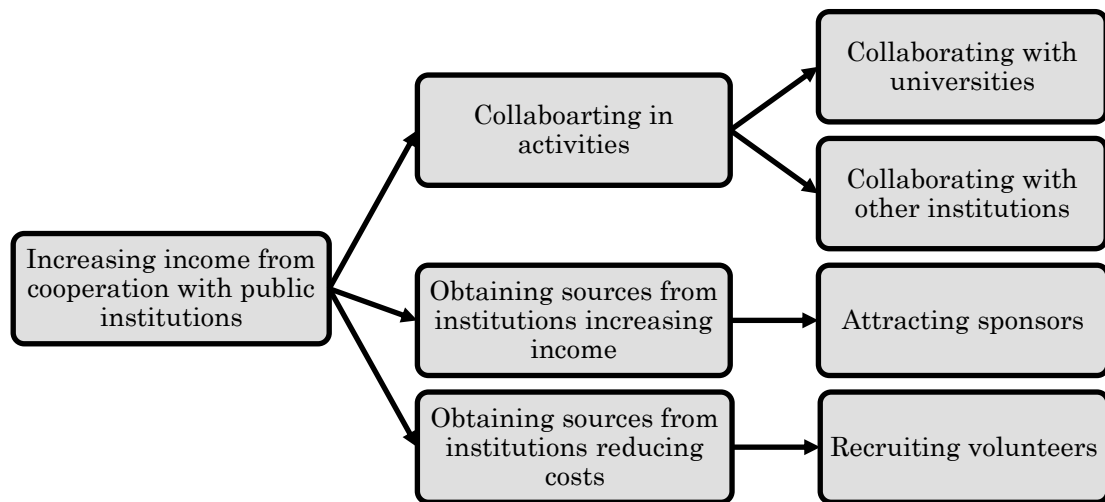 Increasing income from
cooperation with public
institutions
Collaboarting in
activities
Collaborating with
universities
Collaborating with
other institutions
Obtaining sources from
institutions increasing
income
Attracting sponsors
Obtaining sources from
institutions reducing
costs
Recruiting volunteers